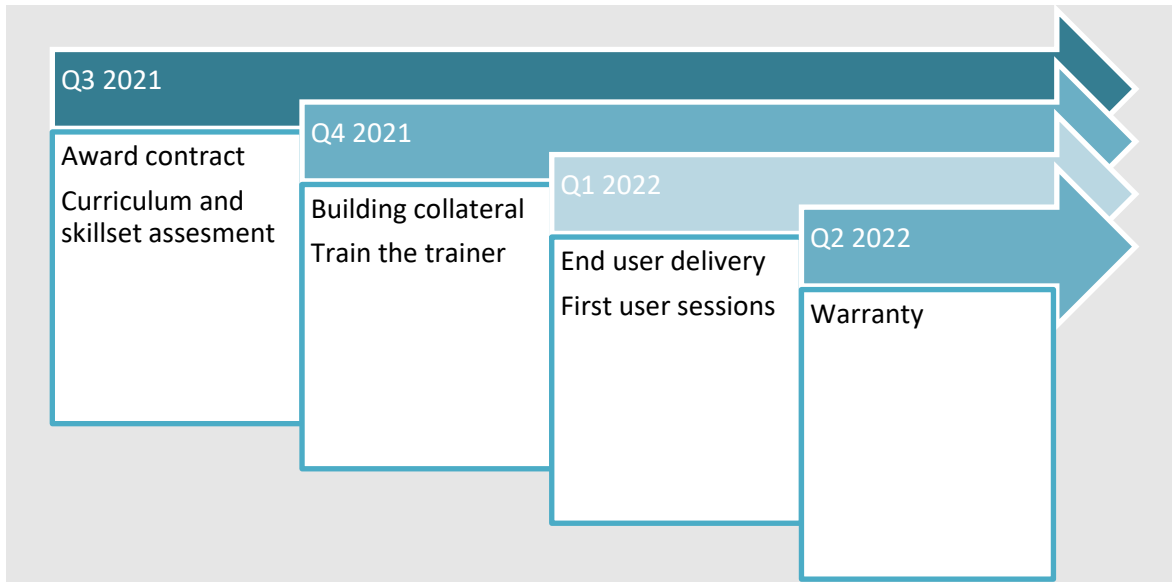 Q3 2021
Award contract
Curriculum and
skillset assesment
Q4 2021
Building collateral
Train the trainer
Q1 2022
End user delivery
First user sessions
Q2 2022
Warranty